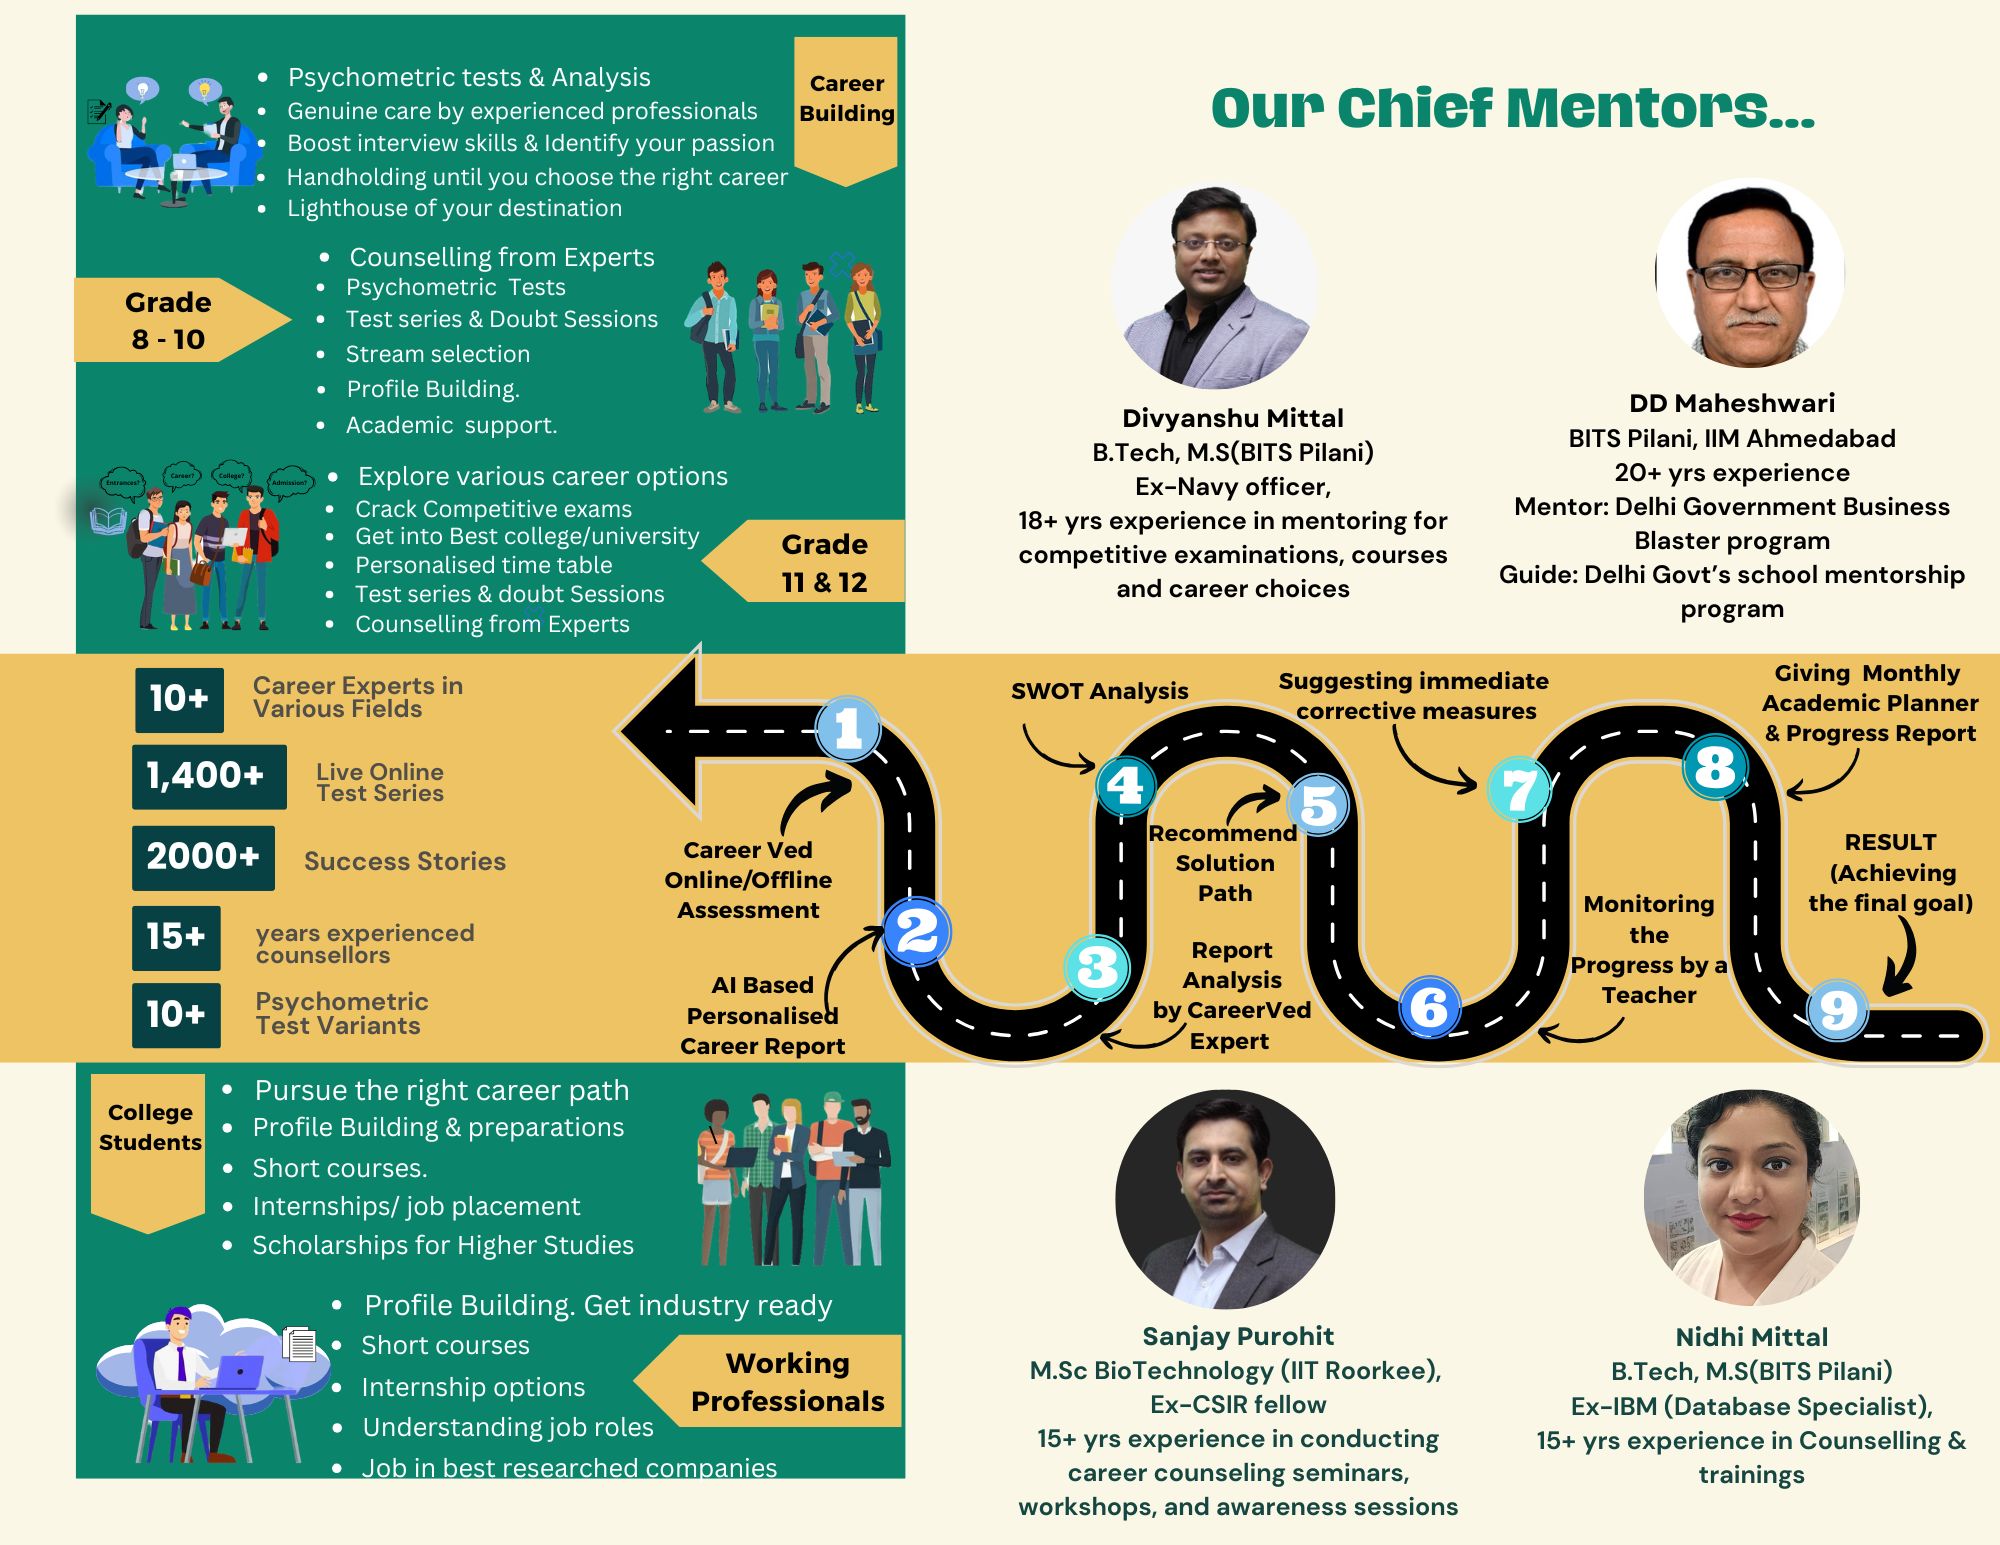 Psychometric tests & Analysis
Genuine care by experienced professionals
Boost interview skills & Identify your passion
Handholding until you choose the right career
Lighthouse of your destination
Career
Building
Grade
8 - 10
Counselling from Experts
Psychometric  Tests
Test series & Doubt Sessions
Stream selection
Profile Building.
Academic  support.
Entrances?
Career?
College?
Admission?
Explore various career options
Crack Competitive exams
Get into Best college/university
Personalised time table
Test series & doubt Sessions
Counselling from Experts
Grade
11 & 12
Our Chief Mentors...
Divyanshu Mittal
B.Tech, M.S(BITS Pilani)
Ex-Navy officer,
18+ yrs experience in mentoring for
competitive examinations, courses
and career choices
DD Maheshwari
BITS Pilani, IIM Ahmedabad
20+ yrs experience
Mentor: Delhi Government Business
Blaster program
Guide: Delhi Govt's school mentorship
program
10+
Career Experts in
Various Fields
1,400+
Live Online
Test Series
2000+
Success Stories
15+
years experienced
counsellors
10+
Psychometric
Test Variants
1
Career Ved
Online/Offline
Assessment
2
AI Based
Personalised
Career Report
3
Report
Analysis
by CareerVed
Expert
4
SWOT Analysis
5
Recommend
Solution
Path
6
Monitoring
the
Progress by a
Teacher
7
Suggesting immediate
corrective measures
8
Giving  Monthly
Academic Planner
& Progress Report
9
RESULT
(Achieving
the final goal)
College
Students
Pursue the right career path
Profile Building & preparations
Short courses.
Internships/ job placement
Scholarships for Higher Studies
Profile Building. Get industry ready
Short courses
Internship options
Understanding job roles
Job in best researched companies
Working
Professionals
Sanjay Purohit
M.Sc BioTechnology (IIT Roorkee),
Ex-CSIR fellow
15+ yrs experience in conducting
career counseling seminars,
workshops, and awareness sessions
Nidhi Mittal
B.Tech, M.S(BITS Pilani)
Ex-IBM (Database Specialist),
15+ yrs experience in Counselling &
trainings